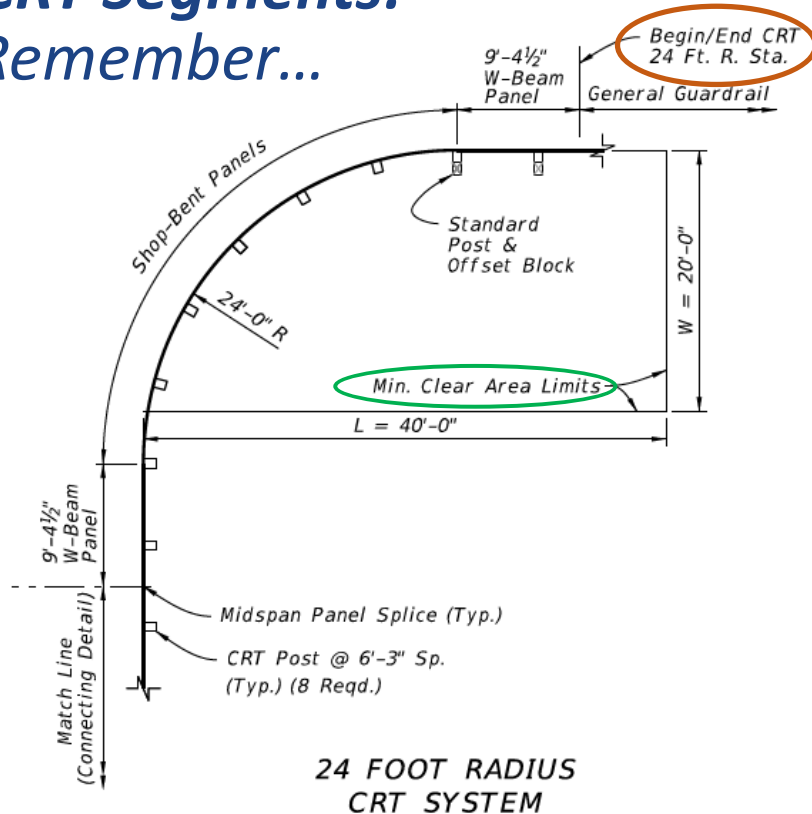 CRT Segments:
Remember...
Begin/End CRT
24 Ft. R. Sta.
9'-4½"
W-Beam
Panel
General Guardrail
Shop-Bent Panels
Standard
Post &
Offset Block
W = 20'-0"
24'-0" R
Min. Clear Area Limits
L = 40'-0"
9'-4½"
W-Beam
Panel
Midspan Panel Splice (Typ.)
CRT Post @ 6'-3" Sp.
(Typ.) (8 Reqd.)
Match Line
(Connecting Detail)
24 FOOT RADIUS
CRT SYSTEM